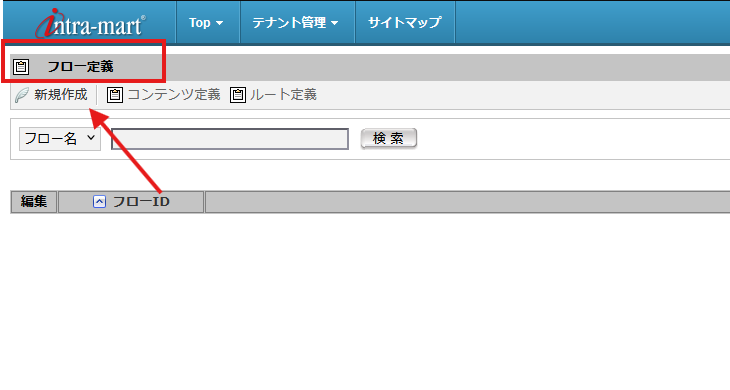 intra-mart® Top テナント管理 サイトマップ
フロー定義
新規作成 コンテンツ定義 ルート定義
フロー名 検索
編集 フローID